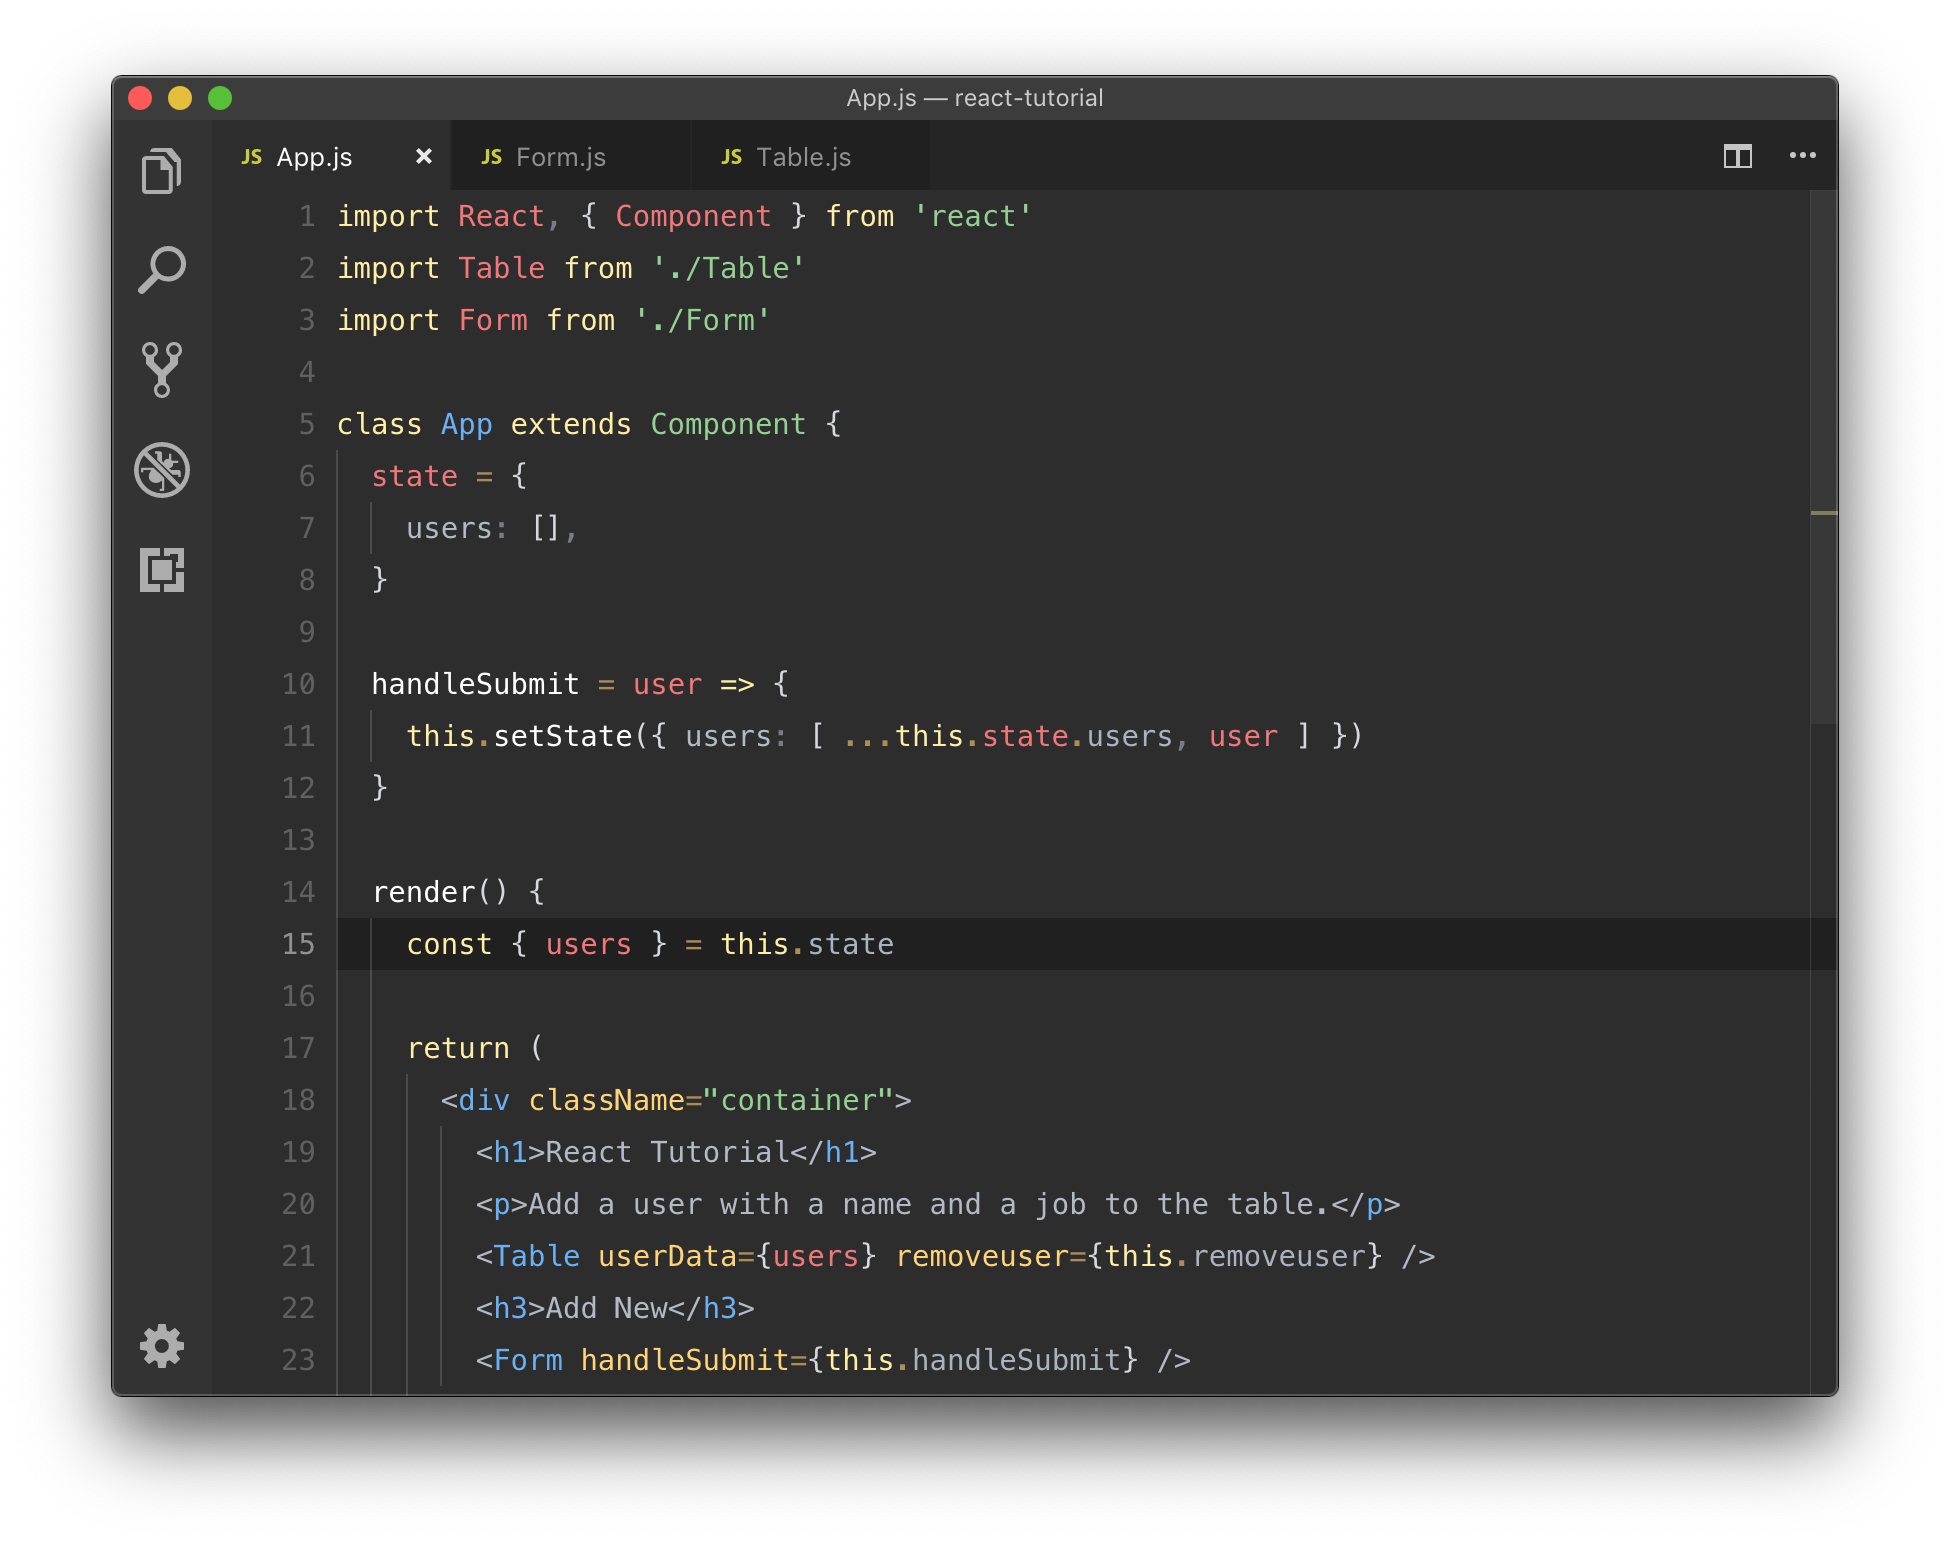 App.js — react-tutorial
JS App.js × JS Form.js JS Table.js
1 import React, { Component } from 'react'
2 import Table from './Table'
3 import Form from './Form'
4
5 class App extends Component {
6   state = {
7     users: [],
8   }
9
10   handleSubmit = user => {
11     this.setState({ users: [ ...this.state.users, user ] })
12   }
13
14   render() {
15     const { users } = this.state
16
17     return (
18       <div className="container">
19         <h1>React Tutorial</h1>
20         <p>Add a user with a name and a job to the table.</p>
21         <Table userData={users} removeuser={this.removeuser} />
22         <h3>Add New</h3>
23         <Form handleSubmit={this.handleSubmit} />